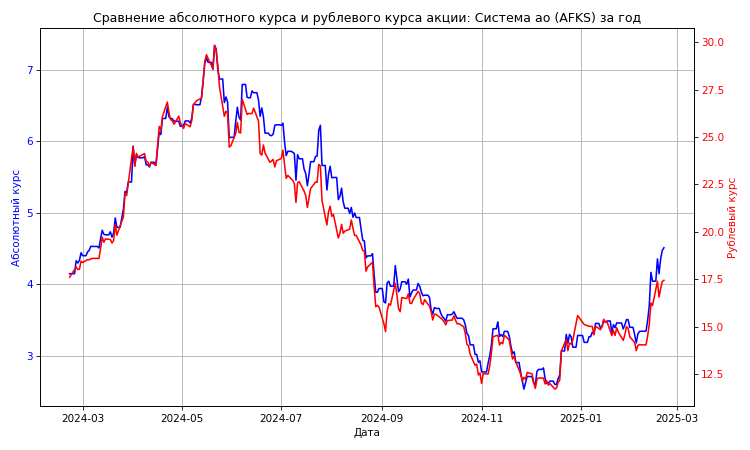 Сравнение абсолютного курса и рублевого курса акции: Система ао (AFKS) за год
7
6
5
4
3
Абсолютный курс
30.0
27.5
25.0
22.5
20.0
17.5
15.0
12.5
Рублевый курс
2024-03 2024-05 2024-07 2024-09 2024-11 2025-01 2025-03
Дата